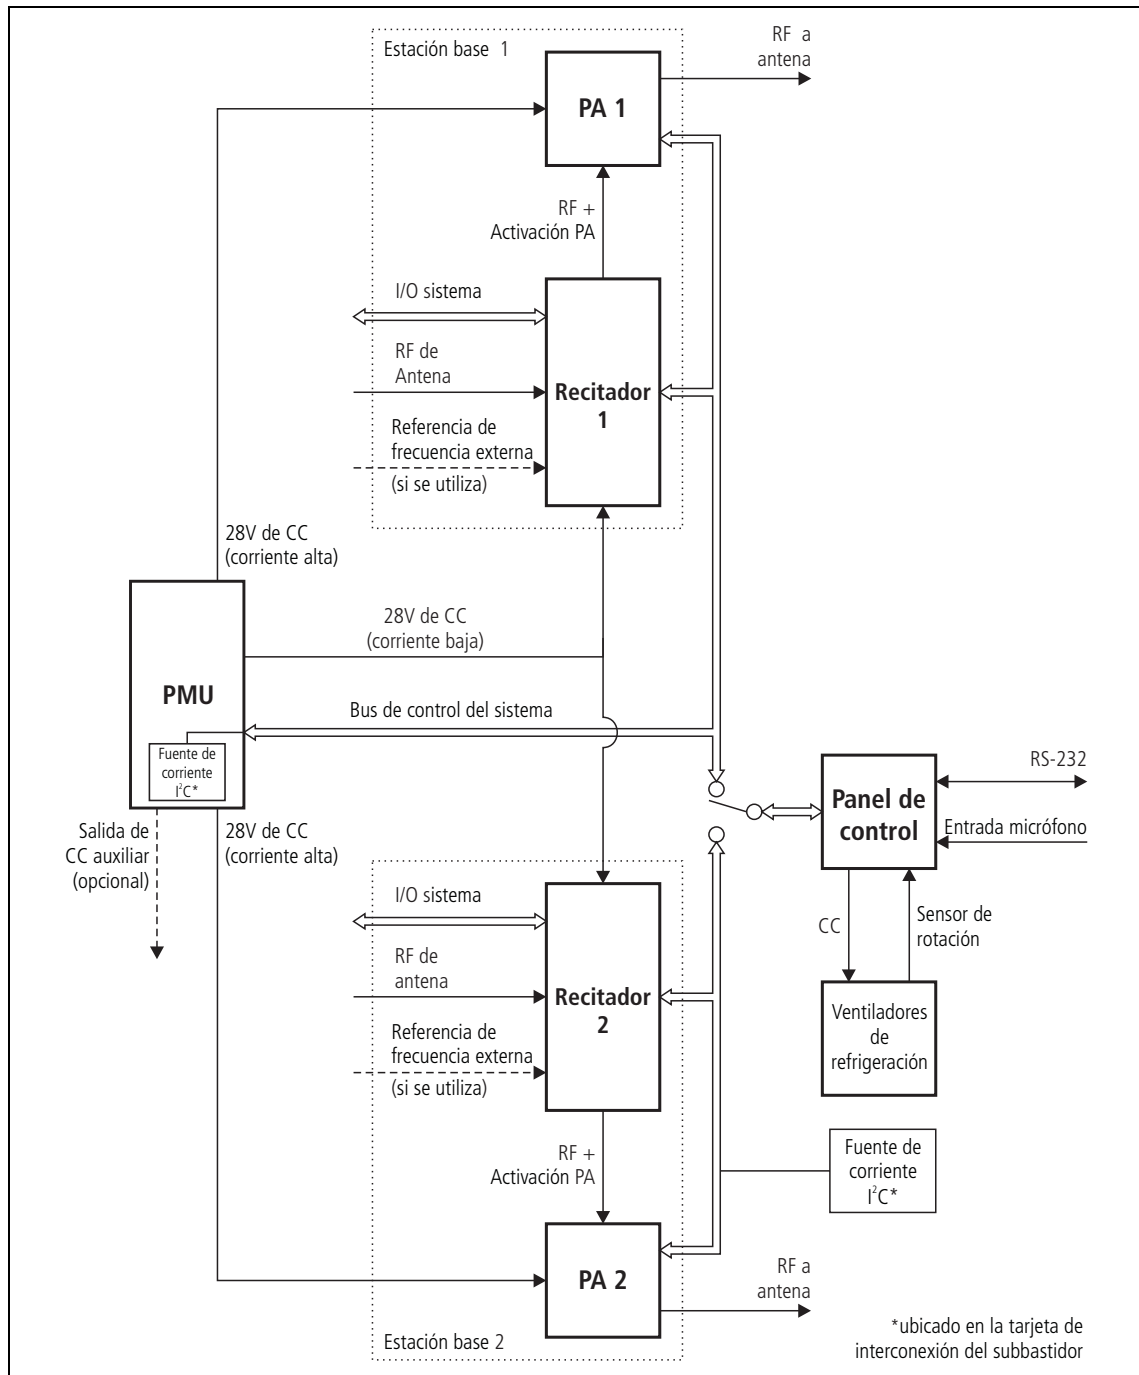 Estación base 1
RF a
antena
PA 1
RF +
Activación PA
I/O sistema
RF de
Antena
Recitador
1
Referencia de
frecuencia externa
(si se utiliza)
28V de CC
(corriente alta)
28V de CC
(corriente baja)
PMU
Bus de control del sistema
Fuente de
corriente
I²C*
Salida de
CC auxiliar
(opcional)
28V de CC
(corriente alta)
RS-232
Panel de
control
Entrada micrófono
CC
Sensor de
rotación
Ventiladores
de
refrigeración
I/O sistema
RF de
antena
Recitador
2
Referencia de
frecuencia externa
(si se utiliza)
RF +
Activación PA
Fuente de
corriente
I²C*
PA 2
RF a
antena
Estación base 2
*ubicado en la tarjeta de
interconexión del subbastidor